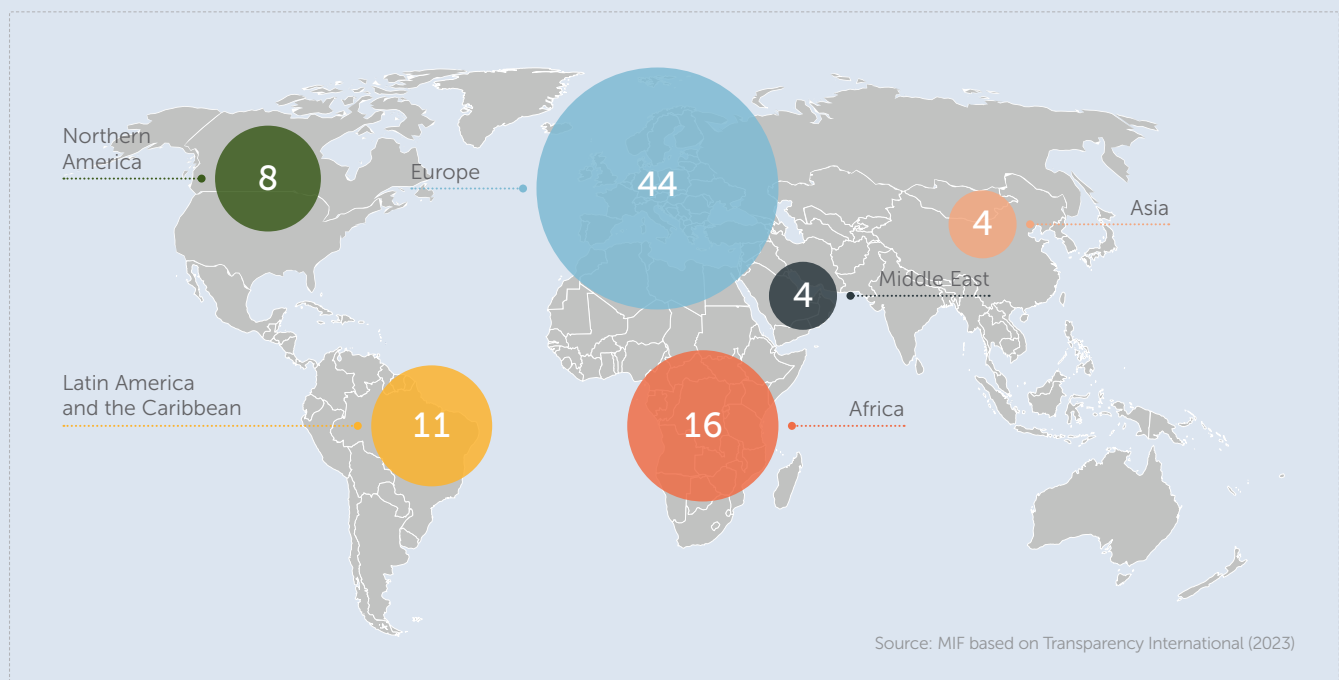 Northern
America
8
Europe
44
4
Asia
4
Middle East
Latin America
and the Caribbean
11
16
Africa
Source: MIF based on Transparency International (2023)